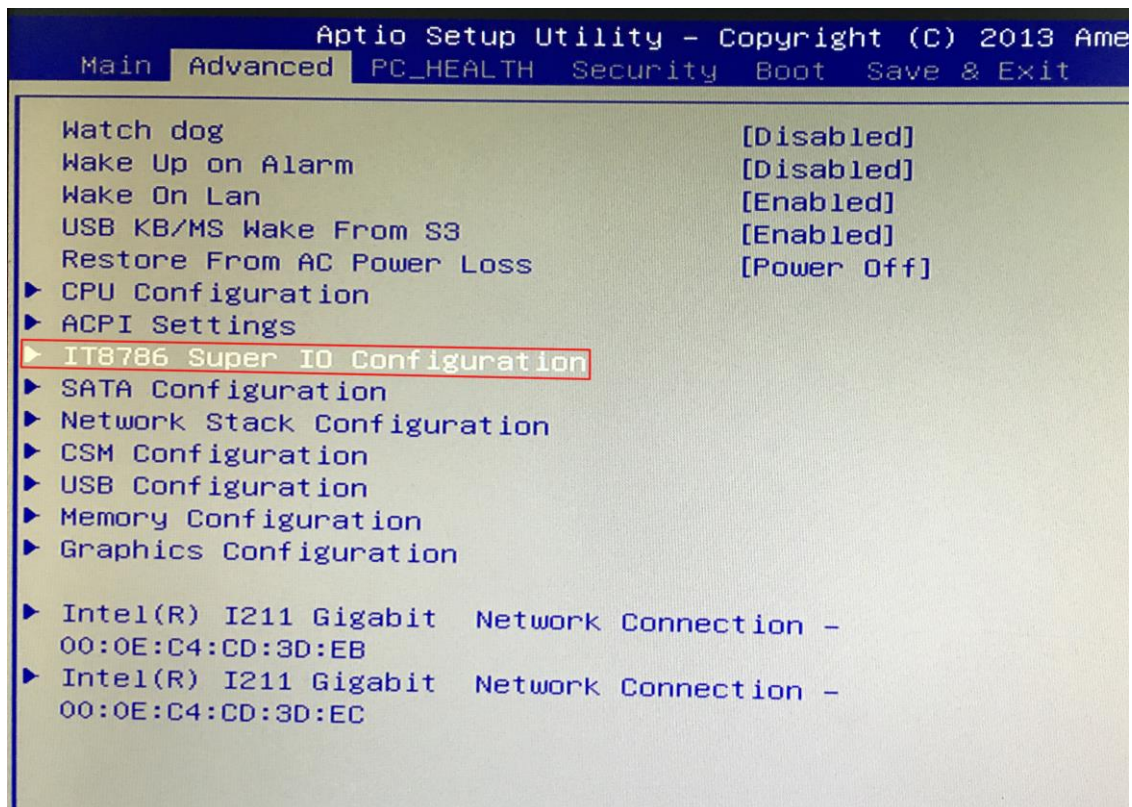 Aptio Setup Utility – Copyright (C) 2013 Ame
Main Advanced PC_HEALTH Security Boot Save & Exit
Watch dog [Disabled]
Wake Up on Alarm [Disabled]
Wake On Lan [Enabled]
USB KB/MS Wake From S3 [Enabled]
Restore From AC Power Loss [Power Off]
▶ CPU Configuration
▶ ACPI Settings
▶ IT8786 Super IO Configuration
▶ SATA Configuration
▶ Network Stack Configuration
▶ CSM Configuration
▶ USB Configuration
▶ Memory Configuration
▶ Graphics Configuration
▶ Intel(R) I211 Gigabit  Network Connection –
00:0E:C4:CD:3D:EB
▶ Intel(R) I211 Gigabit  Network Connection –
00:0E:C4:CD:3D:EC